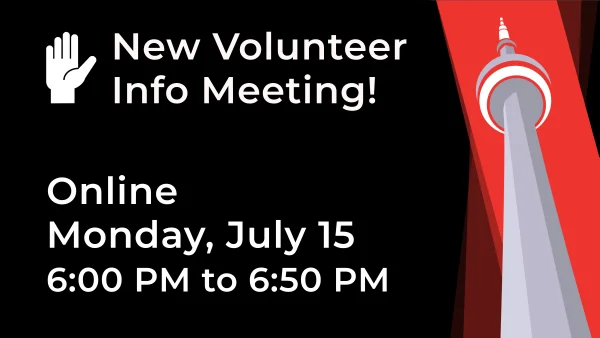 New Volunteer
Info Meeting!
Online
Monday, July 15
6:00 PM to 6:50 PM